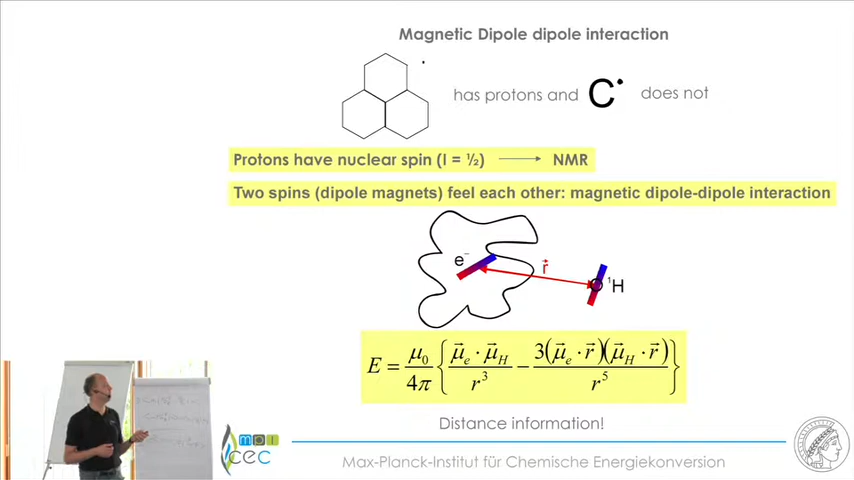 Magnetic Dipole dipole interaction
has protons and C• does not
Protons have nuclear spin (I = ½) ⟶ NMR
Two spins (dipole magnets) feel each other: magnetic dipole-dipole interaction
e⁻
r⃗
¹H
E = μ₀/4π { μ⃗ₑ · μ⃗_H / r³ − 3(μ⃗ₑ · r⃗)(μ⃗_H · r⃗) / r⁵ }
Distance information!
mpi
cec
Max-Planck-Institut für Chemische Energiekonversion